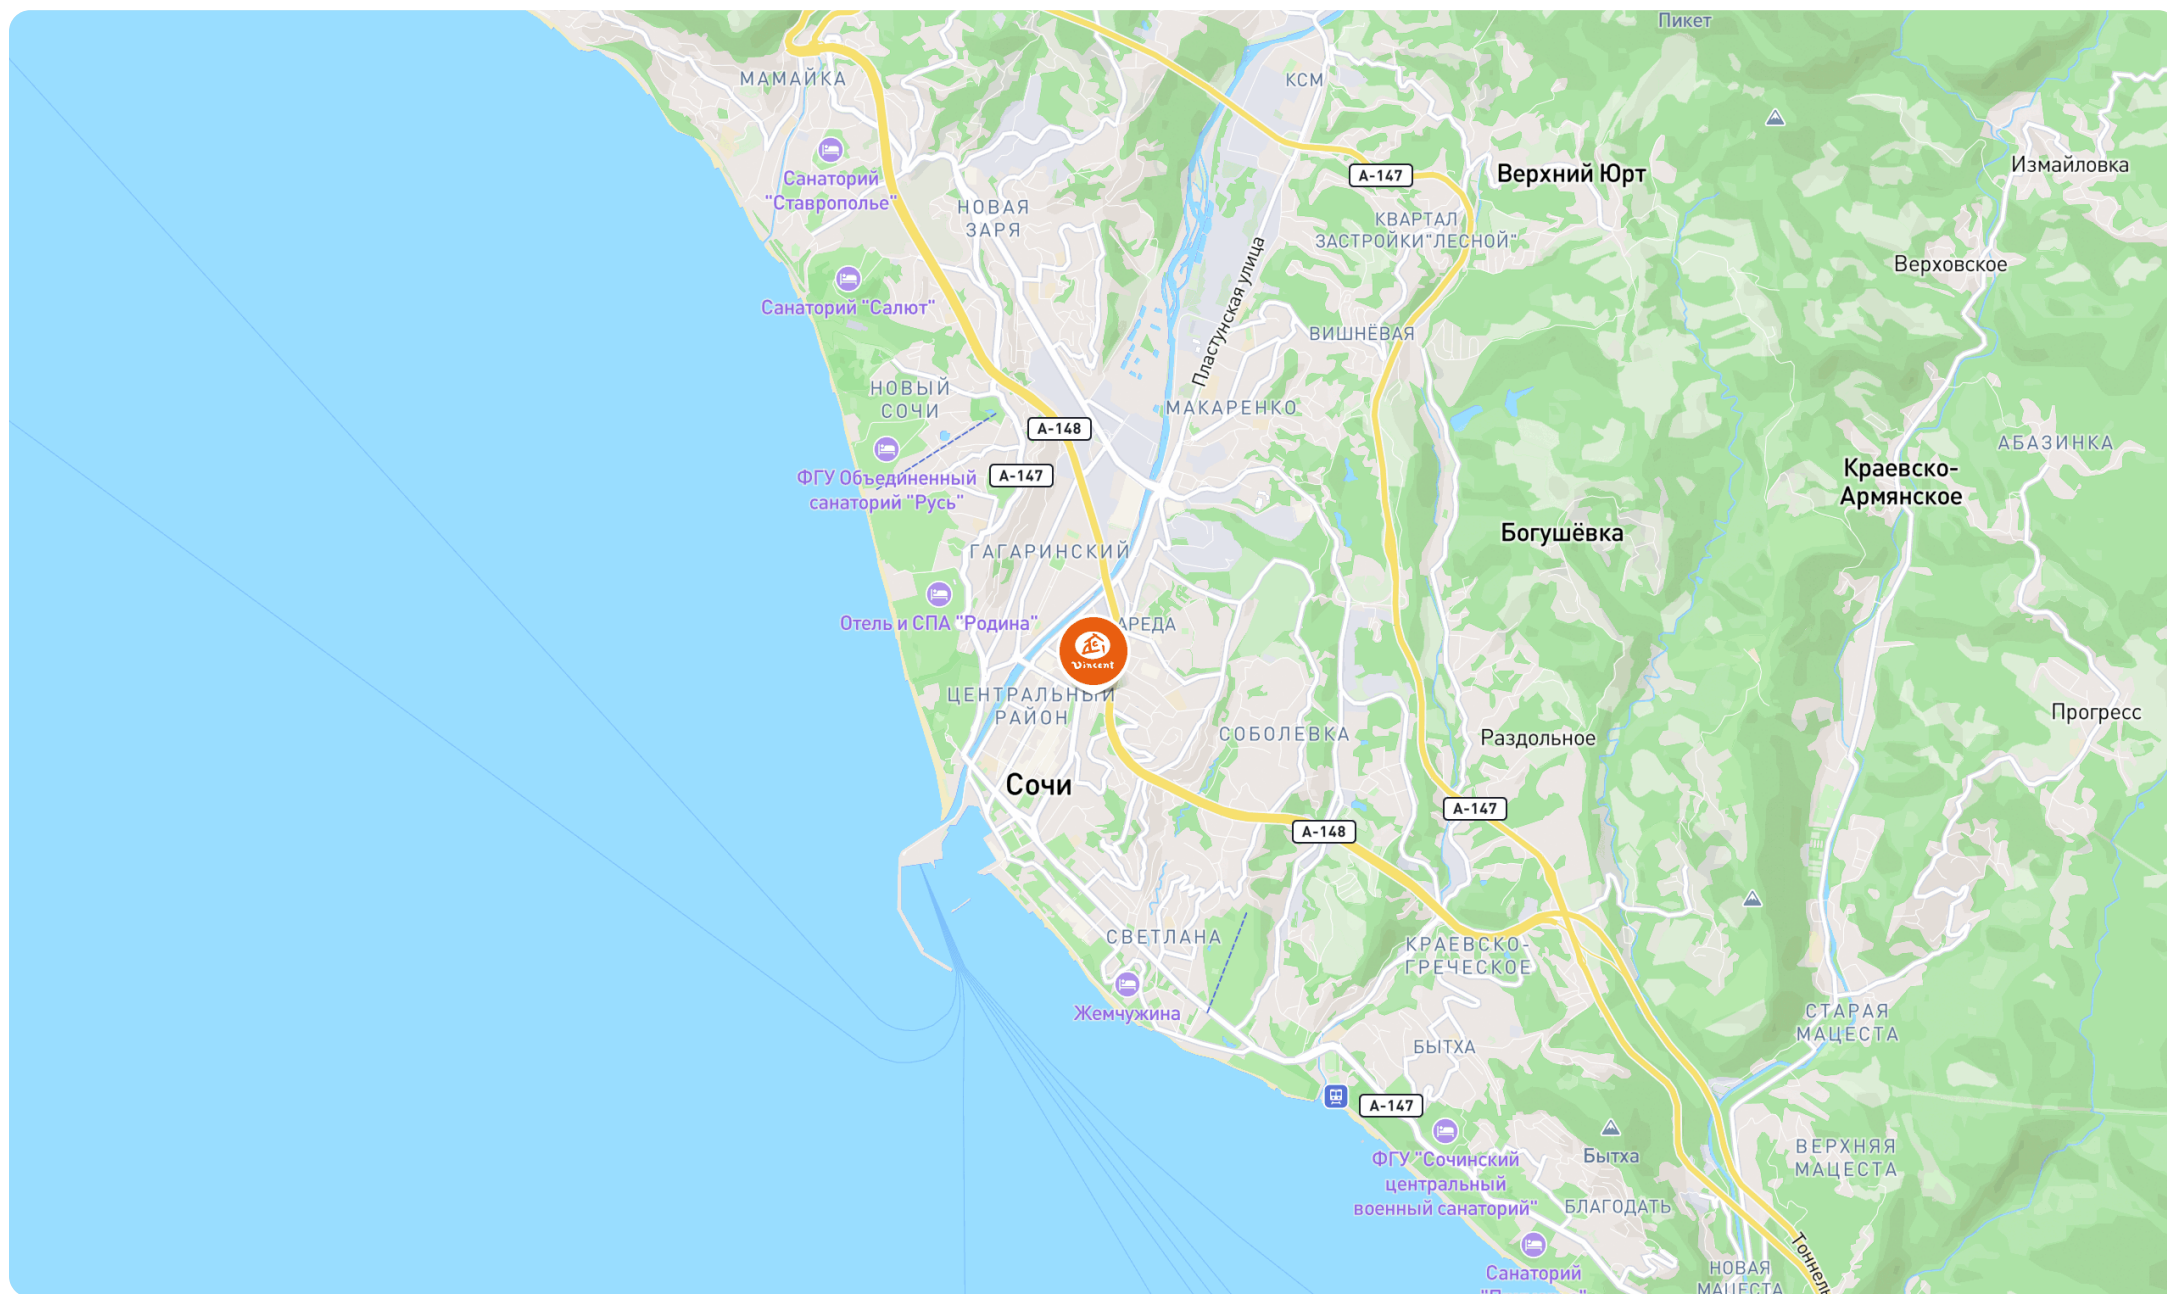 Пикет
МАМАЙКА
КСМ
Измайловка
А-147
Верхний Юрт
Санаторий
"Ставрополье"
НОВАЯ
ЗАРЯ
КВАРТАЛ
ЗАСТРОЙКИ"ЛЕСНОЙ"
Верховское
Санаторий "Салют"
Пластунская улица
ВИШНЁВАЯ
НОВЫЙ
СОЧИ
МАКАРЕНКО
А-148
АБАЗИНКА
А-147
ФГУ Объединенный
санаторий "Русь"
Краевско-
Армянское
Богушёвка
ГАГАРИНСКИЙ
Отель и СПА "Родина"
АРЕДА
Vincent
ЦЕНТРАЛЬНЫЙ
РАЙОН
Прогресс
СОБОЛЕВКА
Раздольное
Сочи
А-147
А-148
СВЕТЛАНА
КРАЕВСКО-
ГРЕЧЕСКОЕ
Жемчужина
СТАРАЯ
МАЦЕСТА
БЫТХА
А-147
ФГУ "Сочинский
центральный
военный санаторий"
Бытха
ВЕРХНЯЯ
МАЦЕСТА
БЛАГОДАТЬ
Тоннель
Санаторий
НОВАЯ
МАЦЕСТА